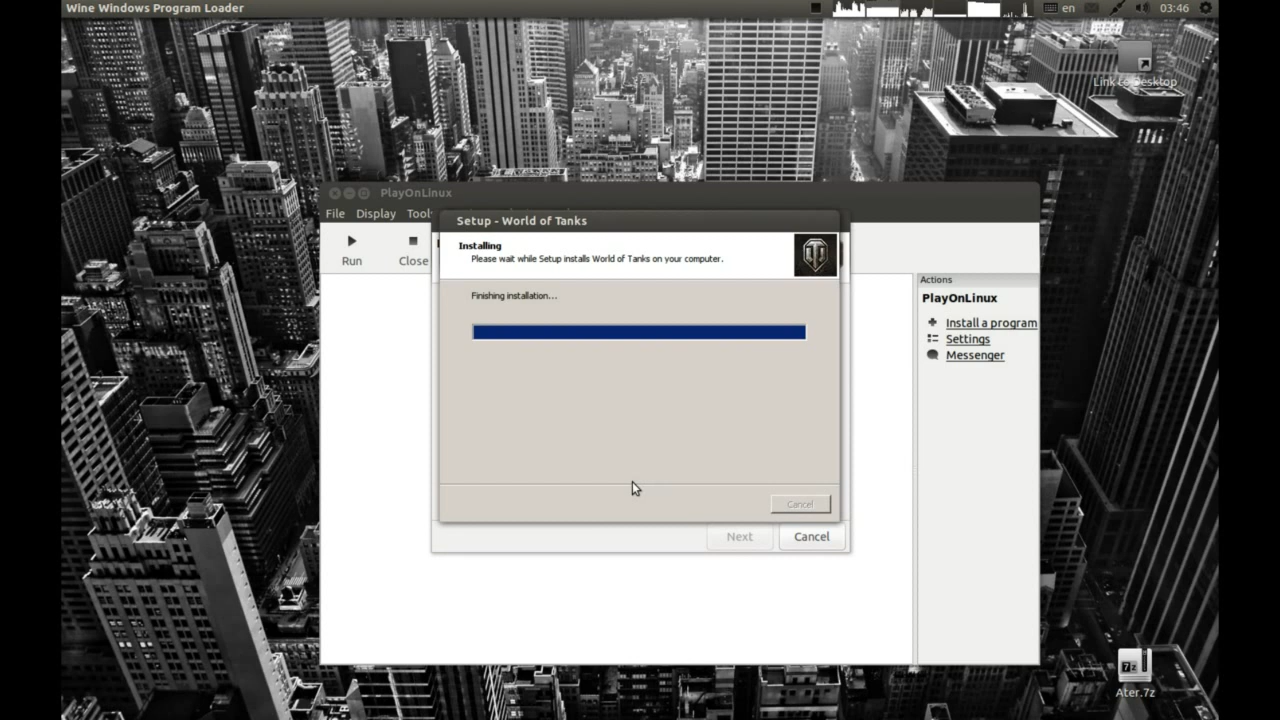 Wine Windows Program Loader
en
03:46
Link to Desktop
PlayOnLinux
File Display
Setup - World of Tanks
Installing
Please wait while Setup installs World of Tanks on your computer.
Run
Close
Finishing installation...
Cancel
Next
Cancel
Actions
PlayOnLinux
Install a program
Settings
Messenger
7z
Ater.7z